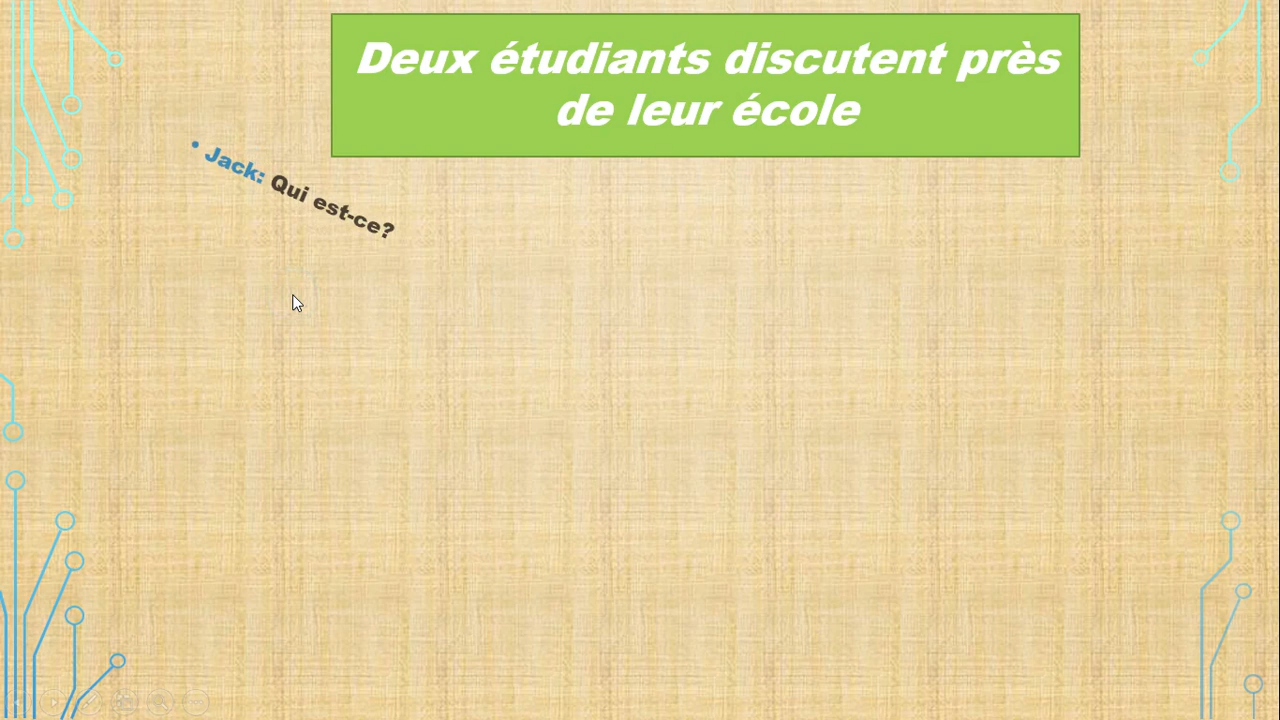 Deux étudiants discutent près
de leur école
• Jack: Qui est-ce?